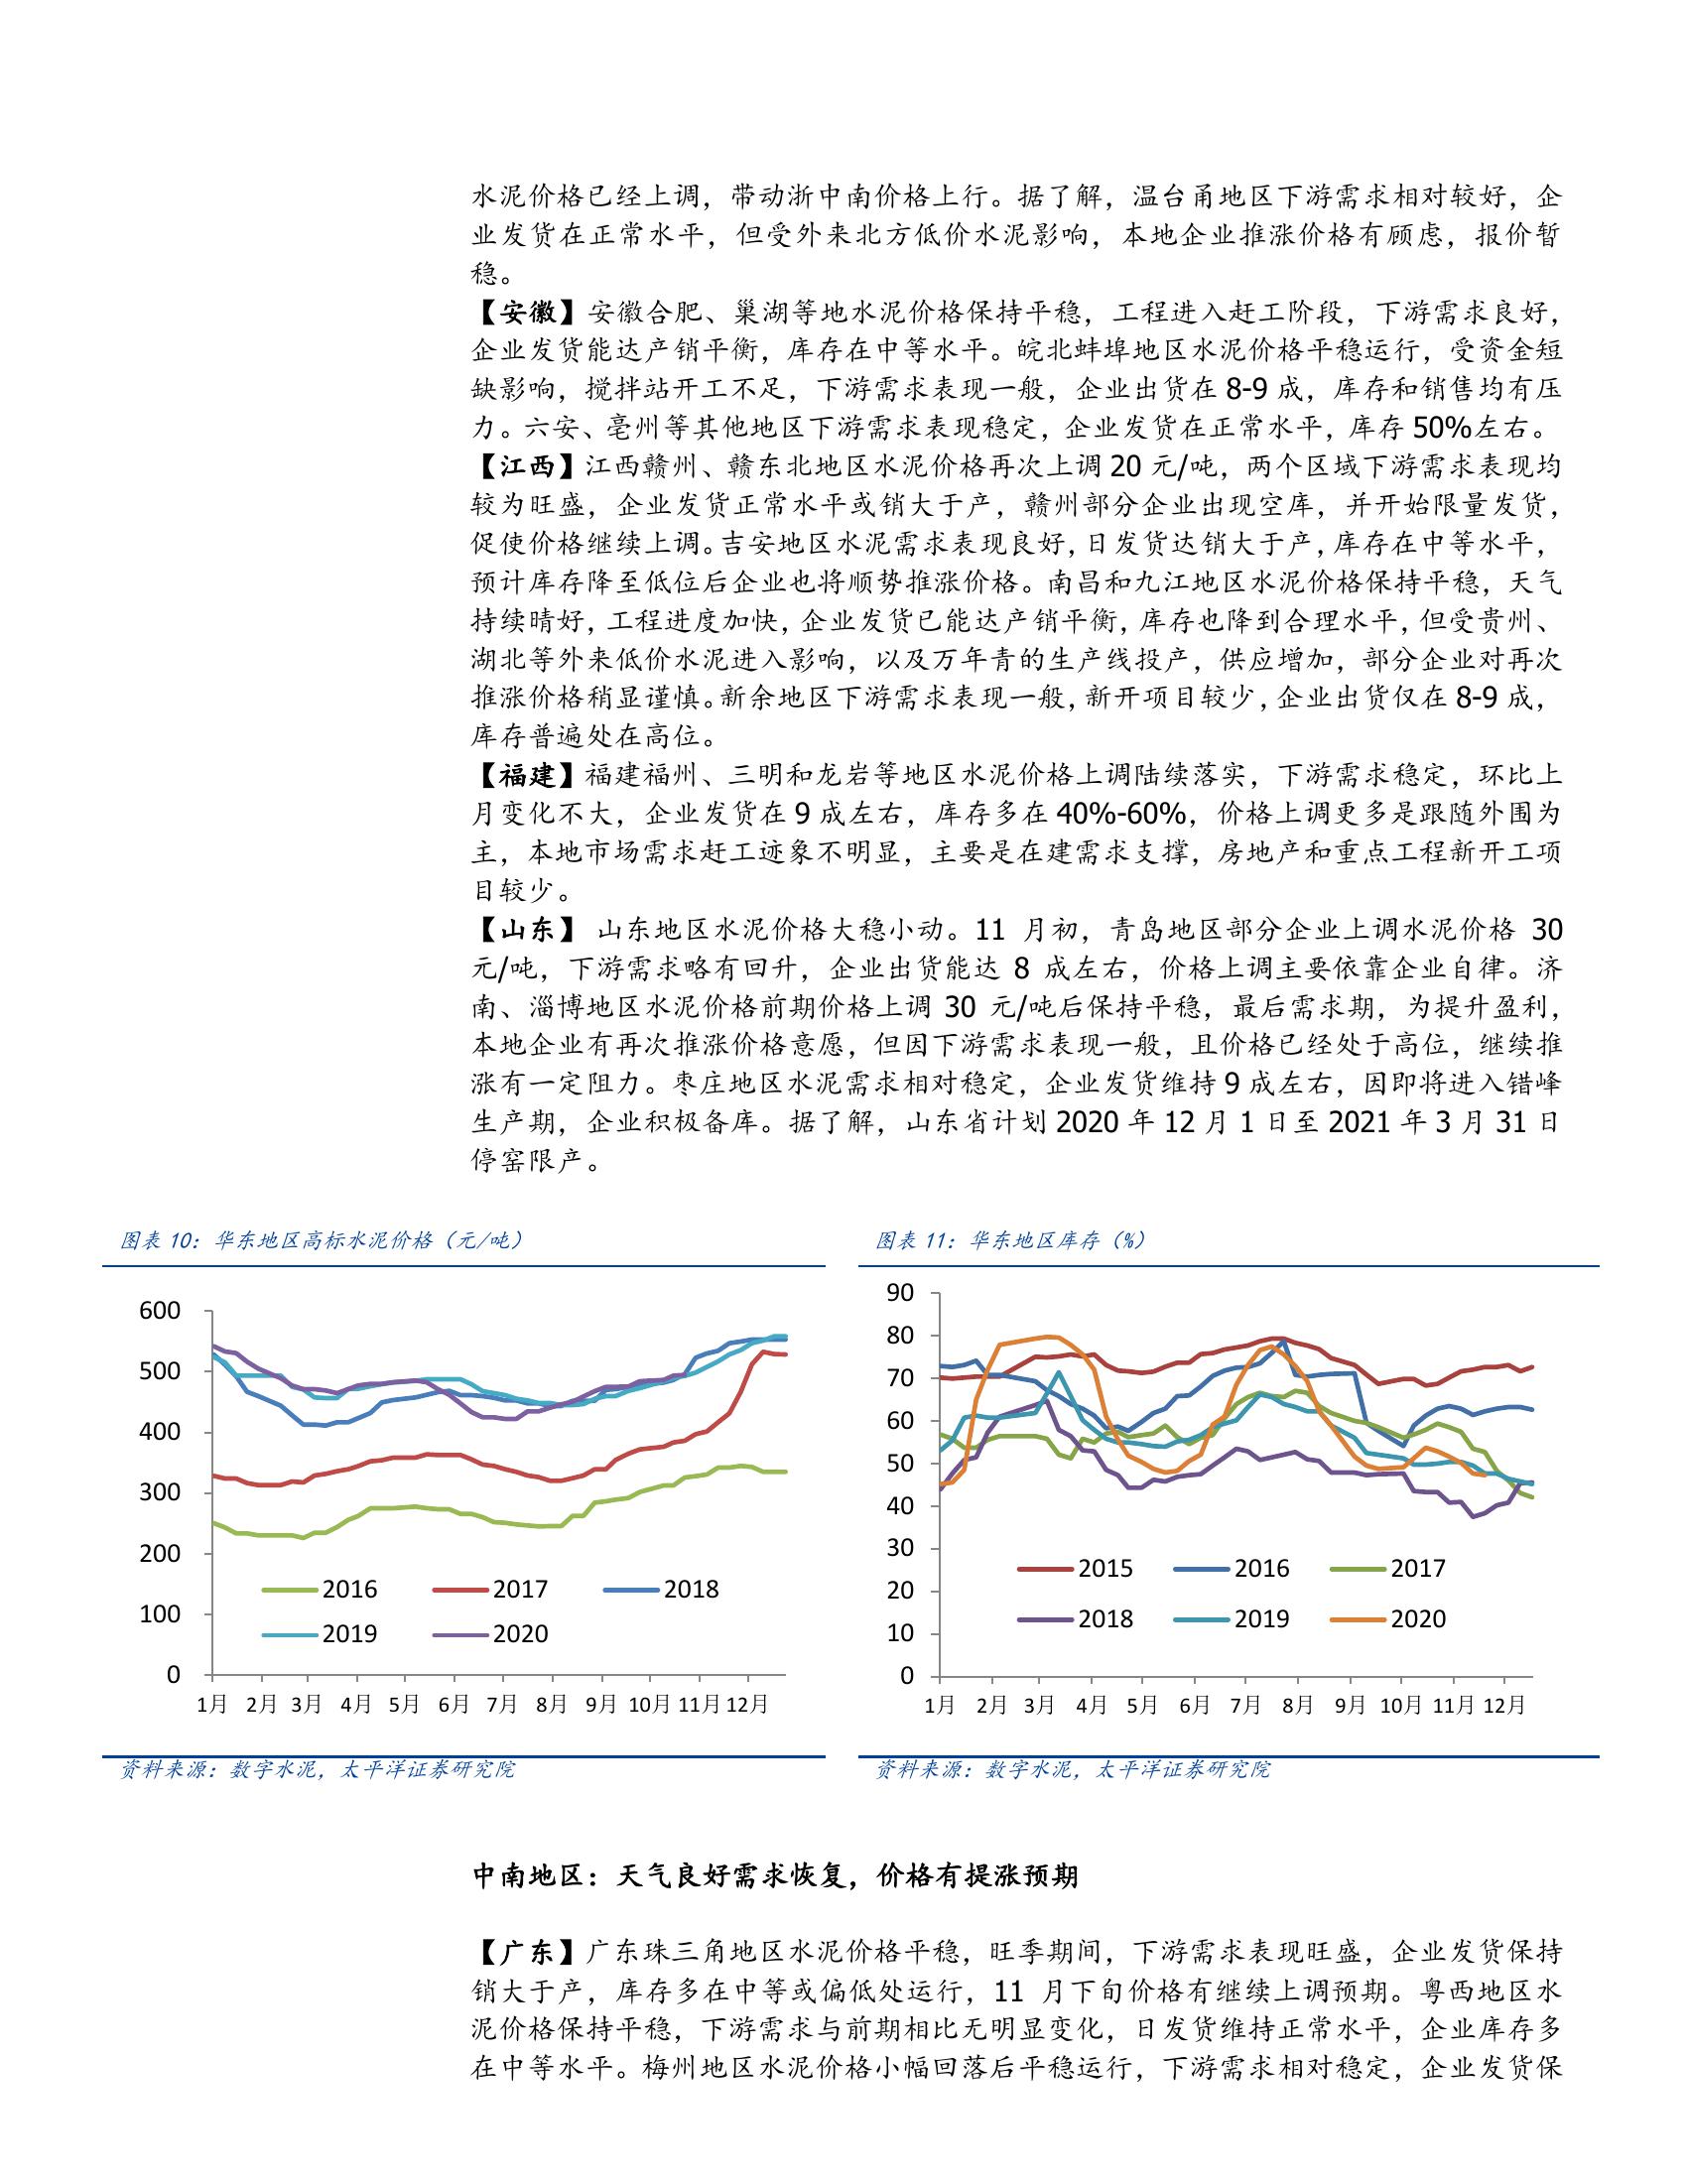 水泥价格已经上调，带动浙中南价格上行。据了解，温台甬地区下游需求相对较好，企
业发货在正常水平，但受外来北方低价水泥影响，本地企业推涨价格有顾虑，报价暂
稳。
【安徽】安徽合肥、巢湖等地水泥价格保持平稳，工程进入赶工阶段，下游需求良好，
企业发货能达产销平衡，库存在中等水平。皖北蚌埠地区水泥价格平稳运行，受资金短
缺影响，搅拌站开工不足，下游需求表现一般，企业出货在 8-9 成，库存和销售均有压
力。六安、亳州等其他地区下游需求表现稳定，企业发货在正常水平，库存 50%左右。
【江西】江西赣州、赣东北地区水泥价格再次上调 20 元/吨，两个区域下游需求表现均
较为旺盛，企业发货正常水平或销大于产，赣州部分企业出现空库，并开始限量发货，
促使价格继续上调。吉安地区水泥需求表现良好，日发货达销大于产，库存在中等水平，
预计库存降至低位后企业也将顺势推涨价格。南昌和九江地区水泥价格保持平稳，天气
持续晴好，工程进度加快，企业发货已能达产销平衡，库存也降到合理水平，但受贵州、
湖北等外来低价水泥进入影响，以及万年青的生产线投产，供应增加，部分企业对再次
推涨价格稍显谨慎。新余地区下游需求表现一般，新开项目较少，企业出货仅在 8-9 成，
库存普遍处在高位。
【福建】福建福州、三明和龙岩等地区水泥价格上调陆续落实，下游需求稳定，环比上
月变化不大，企业发货在 9 成左右，库存多在 40%-60%，价格上调更多是跟随外围为
主，本地市场需求赶工迹象不明显，主要是在建需求支撑，房地产和重点工程新开工项
目较少。
【山东】 山东地区水泥价格大稳小动。11 月初，青岛地区部分企业上调水泥价格 30
元/吨，下游需求略有回升，企业出货能达 8 成左右，价格上调主要依靠企业自律。济
南、淄博地区水泥价格前期价格上调 30 元/吨后保持平稳，最后需求期，为提升盈利，
本地企业有再次推涨价格意愿，但因下游需求表现一般，且价格已经处于高位，继续推
涨有一定阻力。枣庄地区水泥需求相对稳定，企业发货维持 9 成左右，因即将进入错峰
生产期，企业积极备库。据了解，山东省计划 2020 年 12 月 1 日至 2021 年 3 月 31 日
停窑限产。
图表 10：华东地区高标水泥价格（元/吨）
600
500
400
300
200
100
0
2016 2017 2018
2019 2020
1月 2月 3月 4月 5月 6月 7月 8月 9月 10月 11月 12月
资料来源：数字水泥，太平洋证券研究院
图表 11：华东地区库存（%）
90
80
70
60
50
40
30
20
10
0
2015 2016 2017
2018 2019 2020
1月 2月 3月 4月 5月 6月 7月 8月 9月 10月 11月 12月
资料来源：数字水泥，太平洋证券研究院
中南地区：天气良好需求恢复，价格有提涨预期
【广东】广东珠三角地区水泥价格平稳，旺季期间，下游需求表现旺盛，企业发货保持
销大于产，库存多在中等或偏低处运行，11 月下旬价格有继续上调预期。粤西地区水
泥价格保持平稳，下游需求与前期相比无明显变化，日发货维持正常水平，企业库存多
在中等水平。梅州地区水泥价格小幅回落后平稳运行，下游需求相对稳定，企业发货保